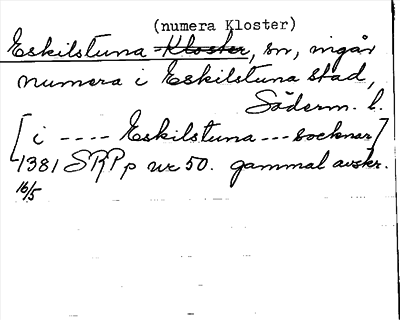 (numera Kloster)
Eskilstuna Kloster, sn, ingår
numera i Eskilstuna stad,
Söderm. l.
[i ---- Eskilstuna --- socknar]
1381 SRPp nr 50. gammal avskr.
16/5